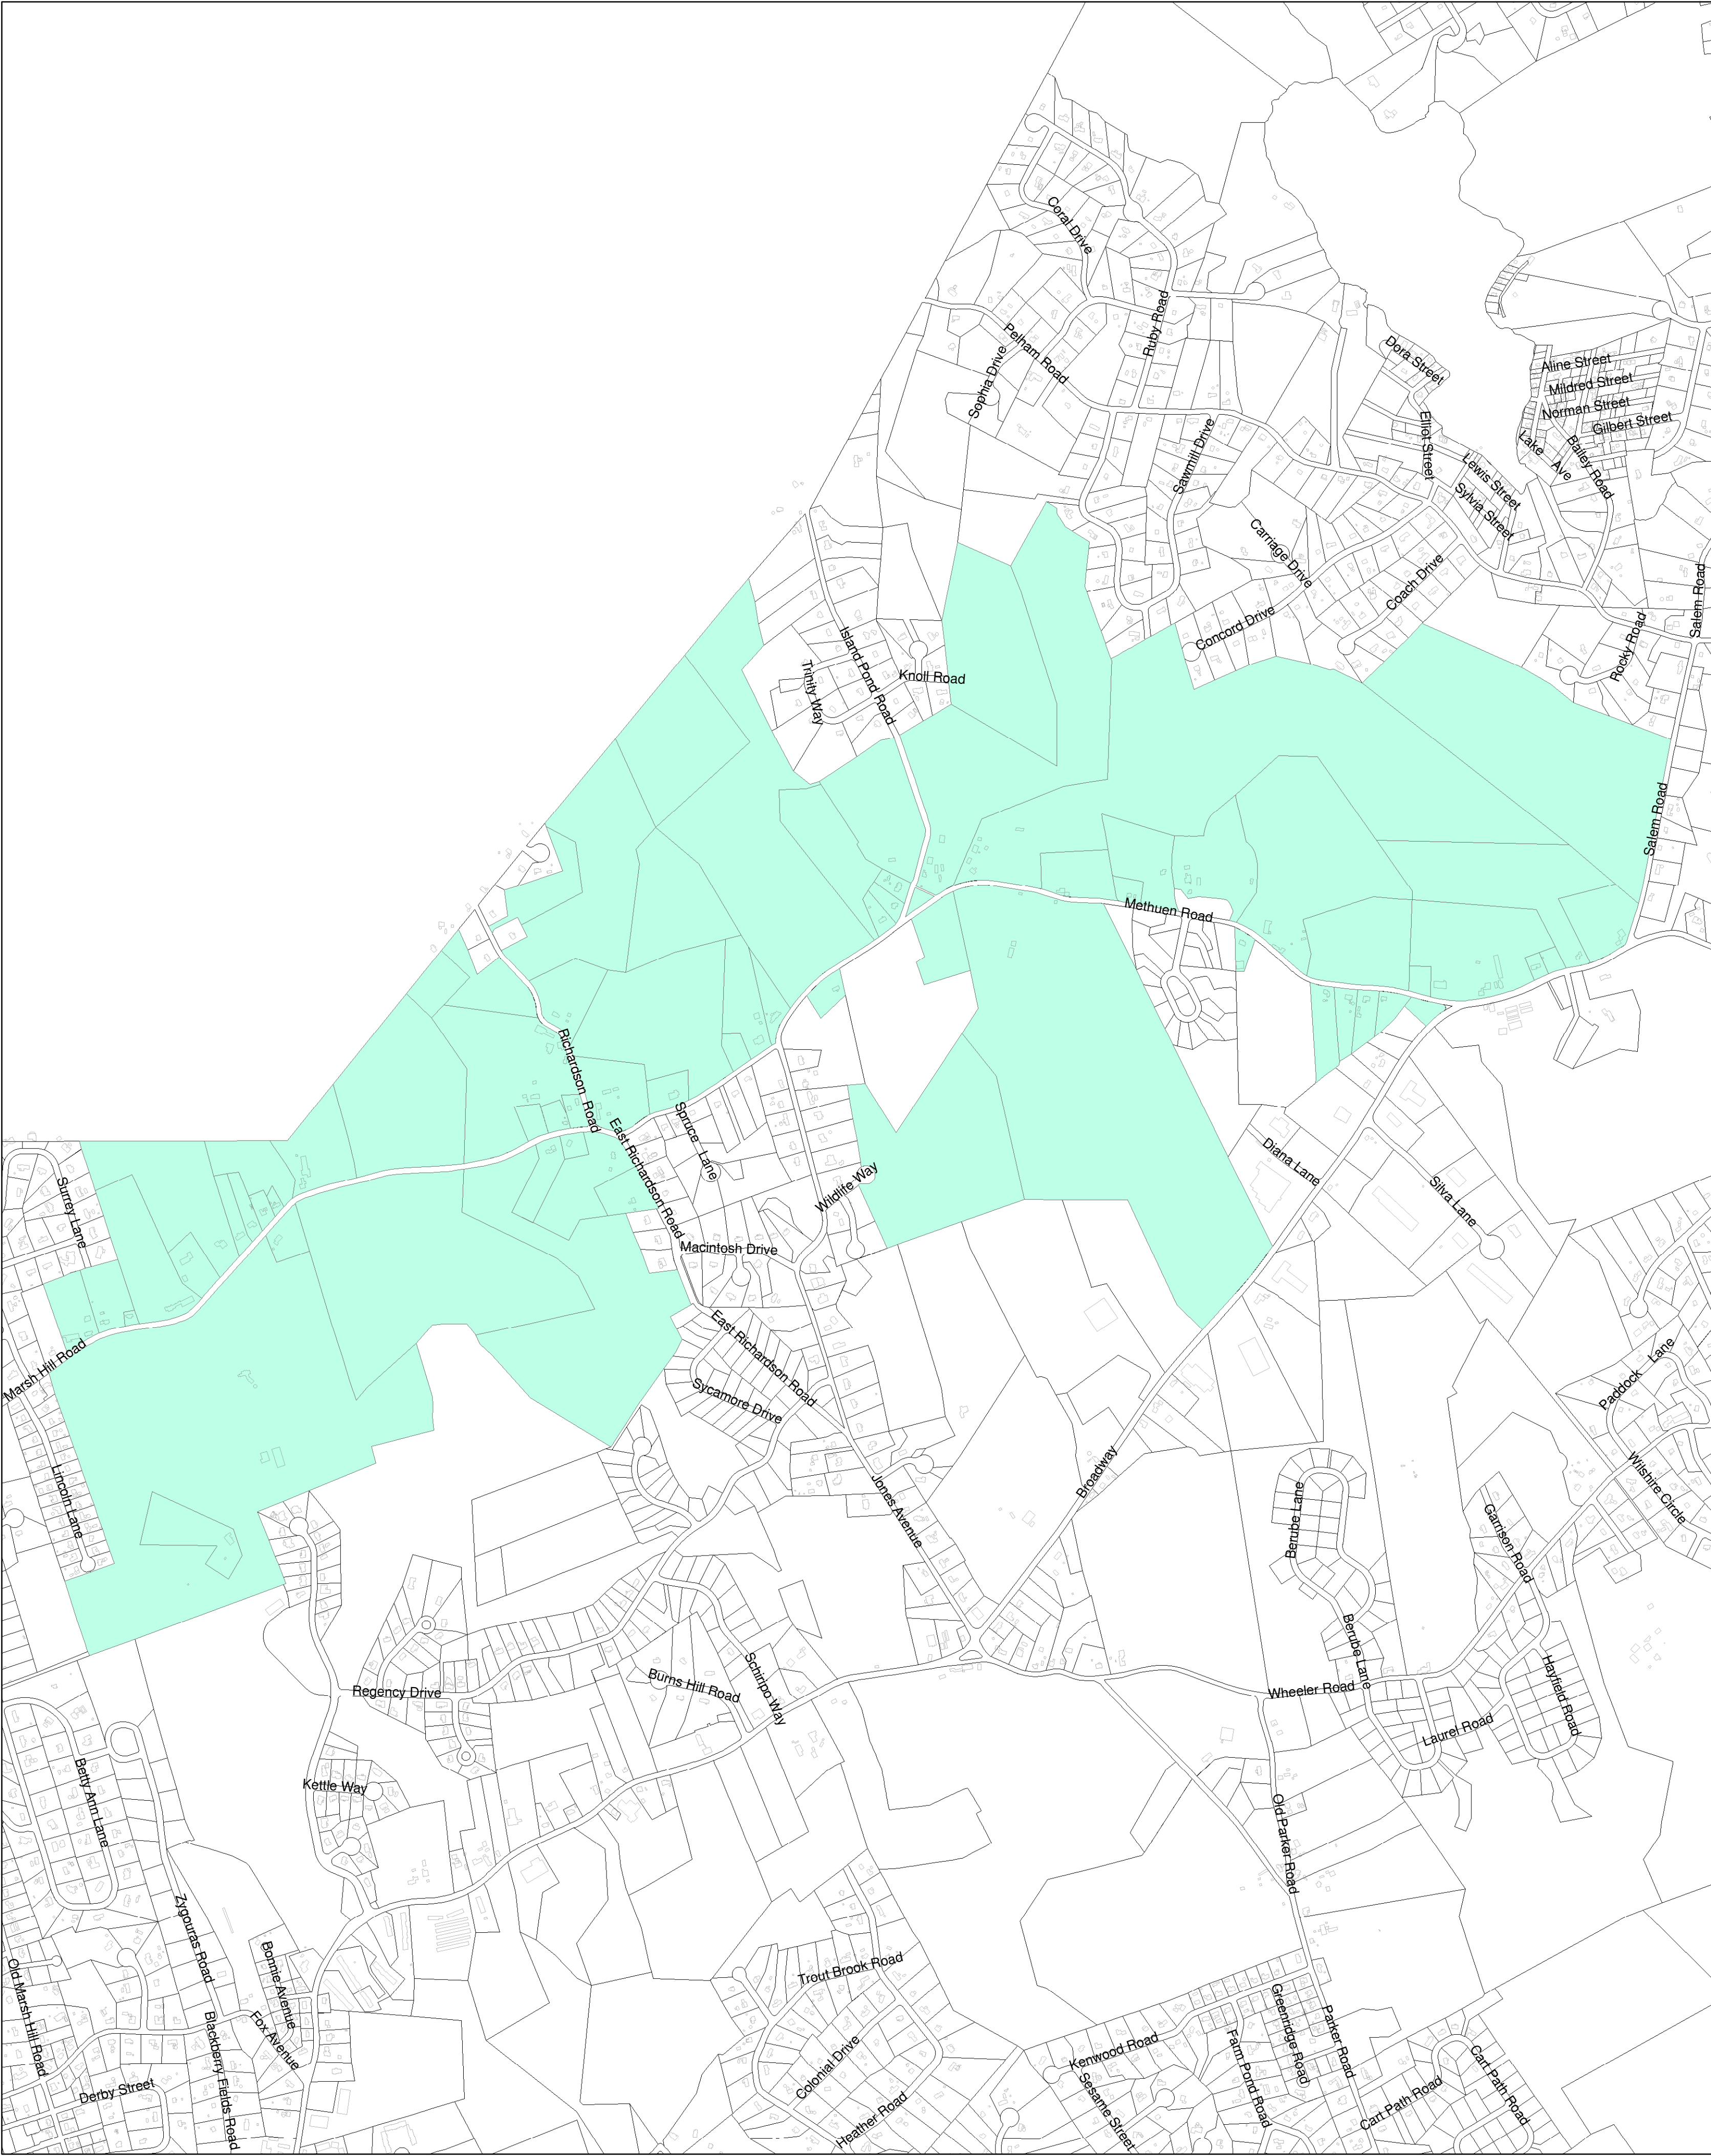 Coral Drive
Ruby Road
Pelham Road
Sophia Drive
Dora Street
Aline Street
Mildred Street
Norman Street
Gilbert Street
Elliot Street
Lake Ave
Bailey Road
Sawmill Drive
Lewis Street
Sylvia Street
Carriage Drive
Coach Drive
Concord Drive
Salem Road
Rocky Road
Island Pond Road
Trinity Way
Knoll Road
Salem Road
Methuen Road
Richardson Road
East Richardson Road
Spruce Lane
Wildlife Way
Diana Lane
Silva Lane
Surrey Lane
Macintosh Drive
Marsh Hill Road
East Richardson Road
Sycamore Drive
Paddock Lane
Lincoln Lane
Jones Avenue
Broadway
Berube Lane
Garrison Road
Wilshire Circle
Regency Drive
Burns Hill Road
Schiripo Way
Berube Lane
Wheeler Road
Hayfield Road
Laurel Road
Kettle Way
Betty Ann Lane
Old Parker Road
Zygouras Road
Bonnie Avenue
Old Marsh Hill Road
Trout Brook Road
Blackberry Fields Road
Fox Avenue
Colonial Drive
Kenwood Road
Greenridge Road
Farm Pond Road
Parker Road
Derby Street
Heather Road
Sesame Street
Cart Path Road
Cart Path Road